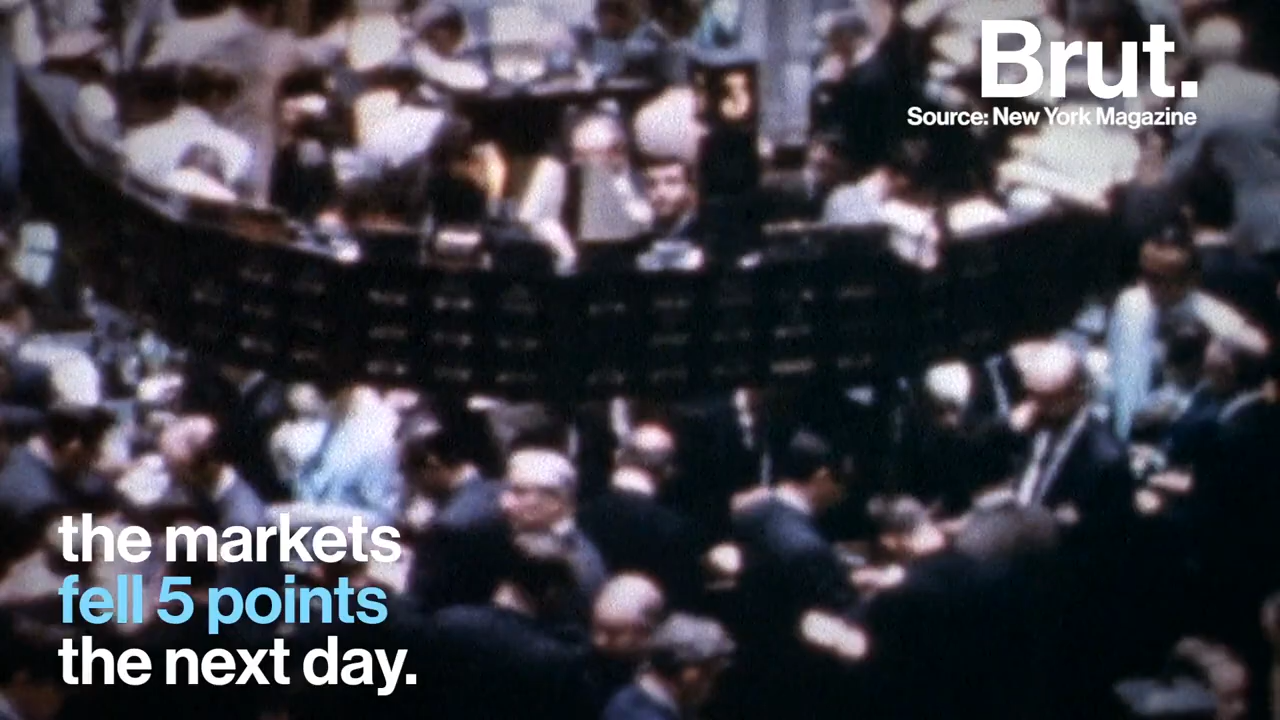 Brut.
Source: New York Magazine
the markets
fell 5 points
the next day.